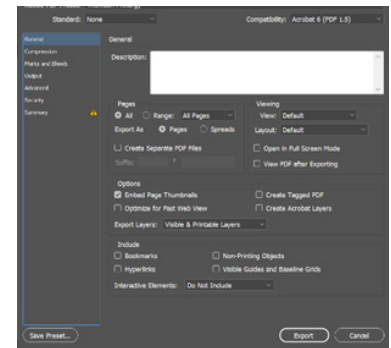 Standard: None Compatibility: Acrobat 6 (PDF 1.5)
General
Compression
Marks and Bleeds
Output
Advanced
Security
Summary
General
Description:
Pages
All Range: All Pages
Export As Pages Spreads
Create Separate PDF Files
Suffix:
Viewing
View: Default
Layout: Default
Open in Full Screen Mode
View PDF after Exporting
Options
Embed Page Thumbnails Create Tagged PDF
Optimize for Fast Web View Create Acrobat Layers
Export Layers: Visible & Printable Layers
Include
Bookmarks Non-Printing Objects
Hyperlinks Visible Guides and Baseline Grids
Interactive Elements: Do Not Include
Save Preset... Export Cancel